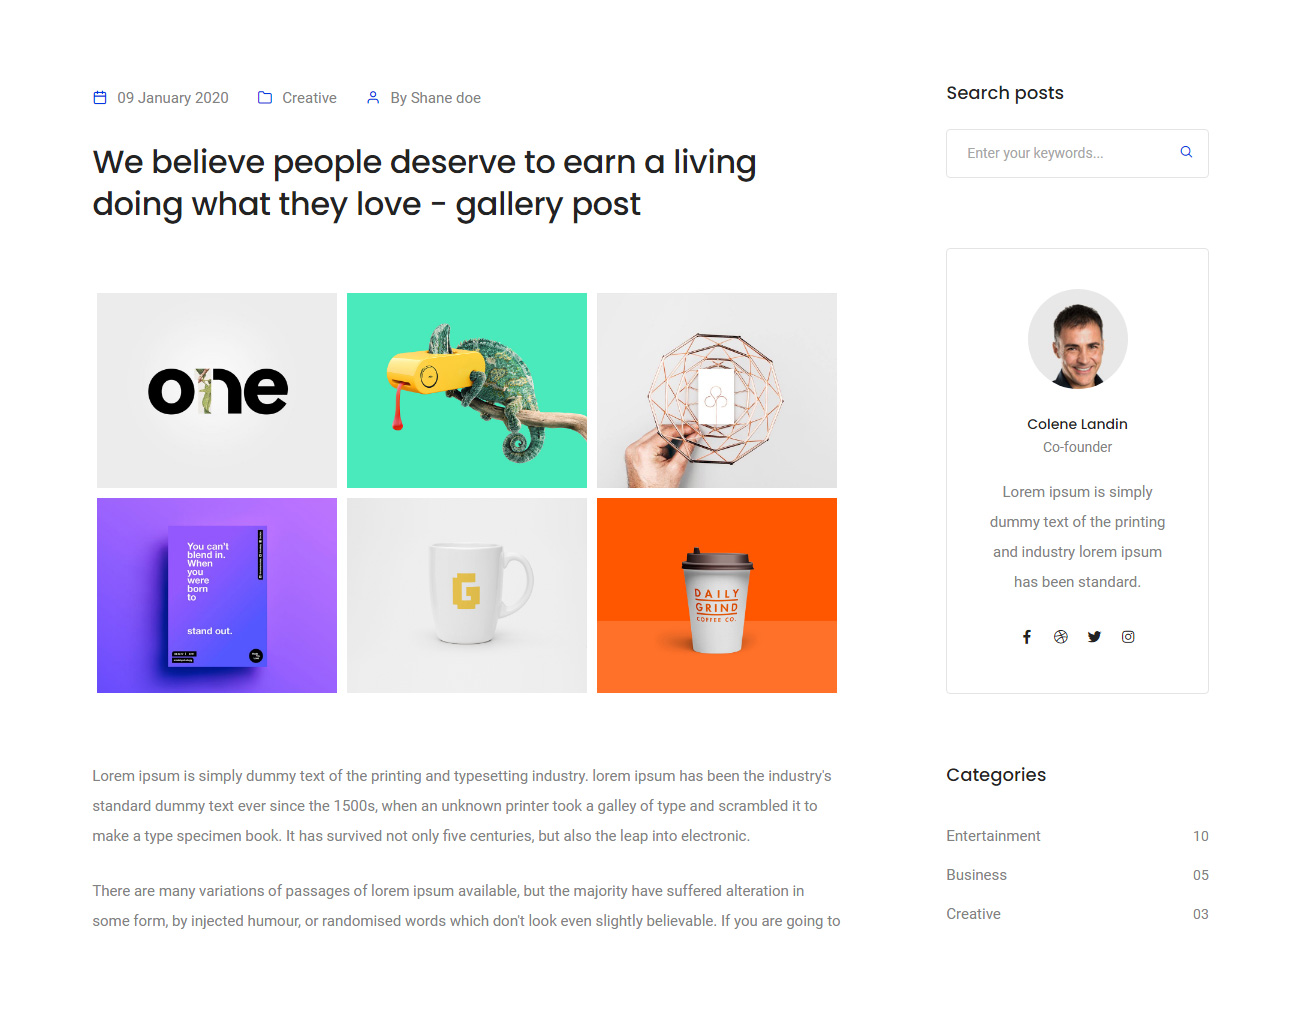 09 January 2020 Creative By Shane doe
We believe people deserve to earn a living
doing what they love - gallery post
one
You can't
blend in.
When
you
were
born
to
stand out.
G
DAILY
GRIND
COFFEE CO.
Lorem ipsum is simply dummy text of the printing and typesetting industry. lorem ipsum has been the industry's
standard dummy text ever since the 1500s, when an unknown printer took a galley of type and scrambled it to
make a type specimen book. It has survived not only five centuries, but also the leap into electronic.
There are many variations of passages of lorem ipsum available, but the majority have suffered alteration in
some form, by injected humour, or randomised words which don't look even slightly believable. If you are going to
Search posts
Enter your keywords...
Colene Landin
Co-founder
Lorem ipsum is simply
dummy text of the printing
and industry lorem ipsum
has been standard.
Categories
Entertainment 10
Business 05
Creative 03